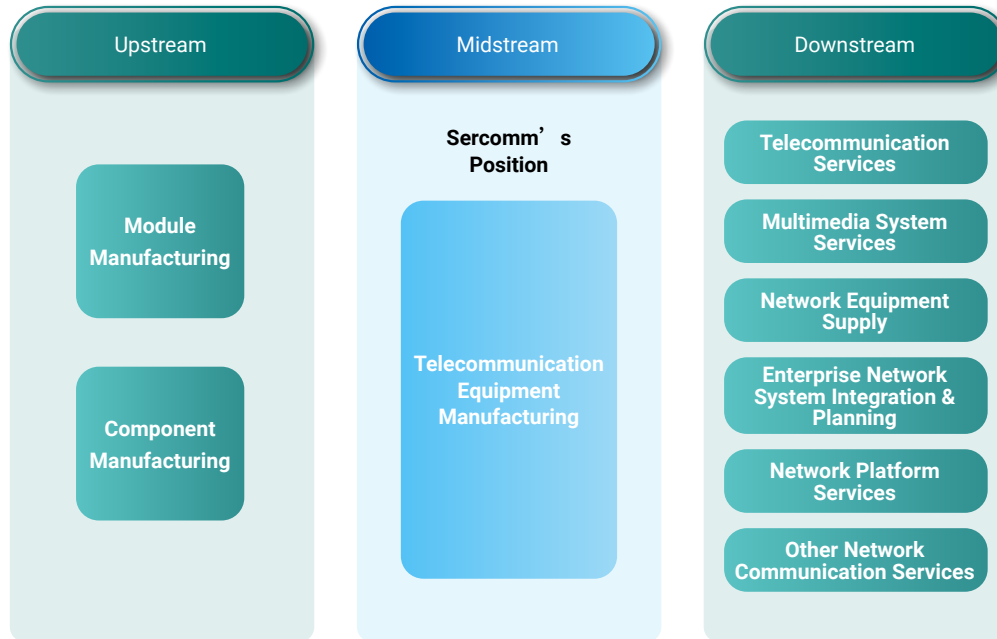 Upstream
Module
Manufacturing
Component
Manufacturing
Midstream
Sercomm’s
Position
Telecommunication
Equipment
Manufacturing
Downstream
Telecommunication
Services
Multimedia System
Services
Network Equipment
Supply
Enterprise Network
System Integration &
Planning
Network Platform
Services
Other Network
Communication Services